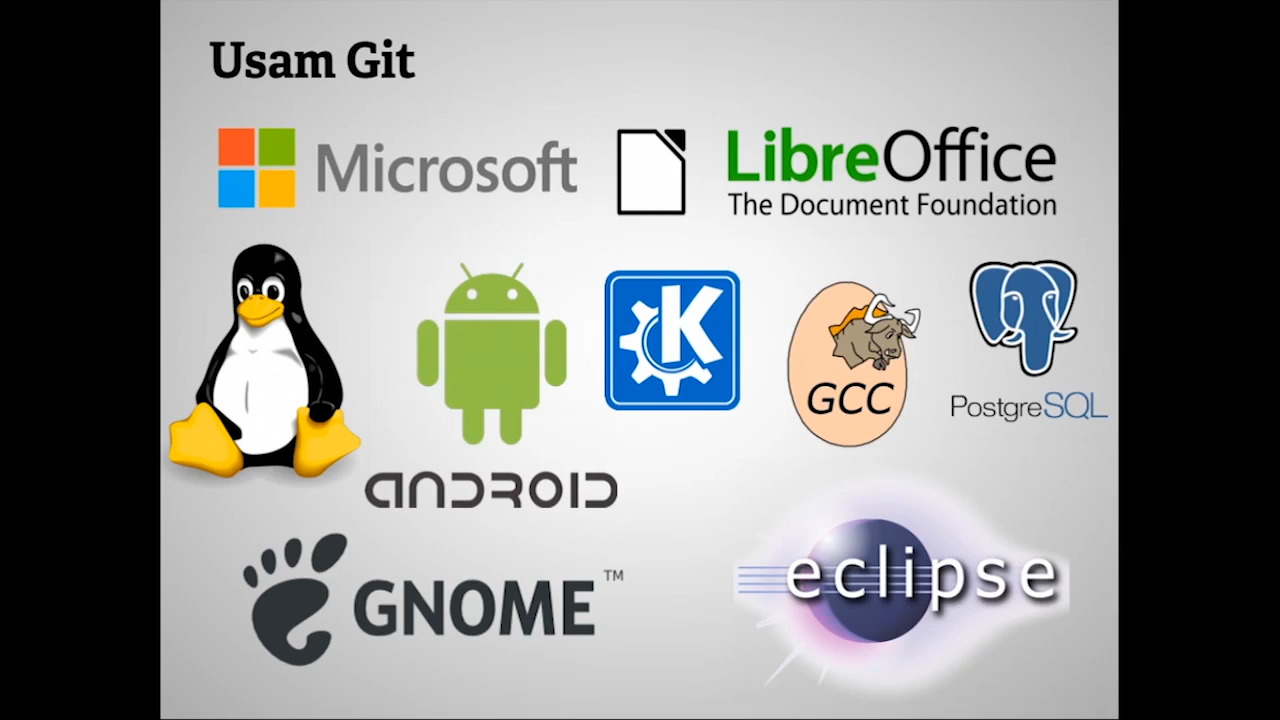 Usam Git
Microsoft
LibreOffice
The Document Foundation
K
GCC
PostgreSQL
ANDROID
GNOME™
eclipse